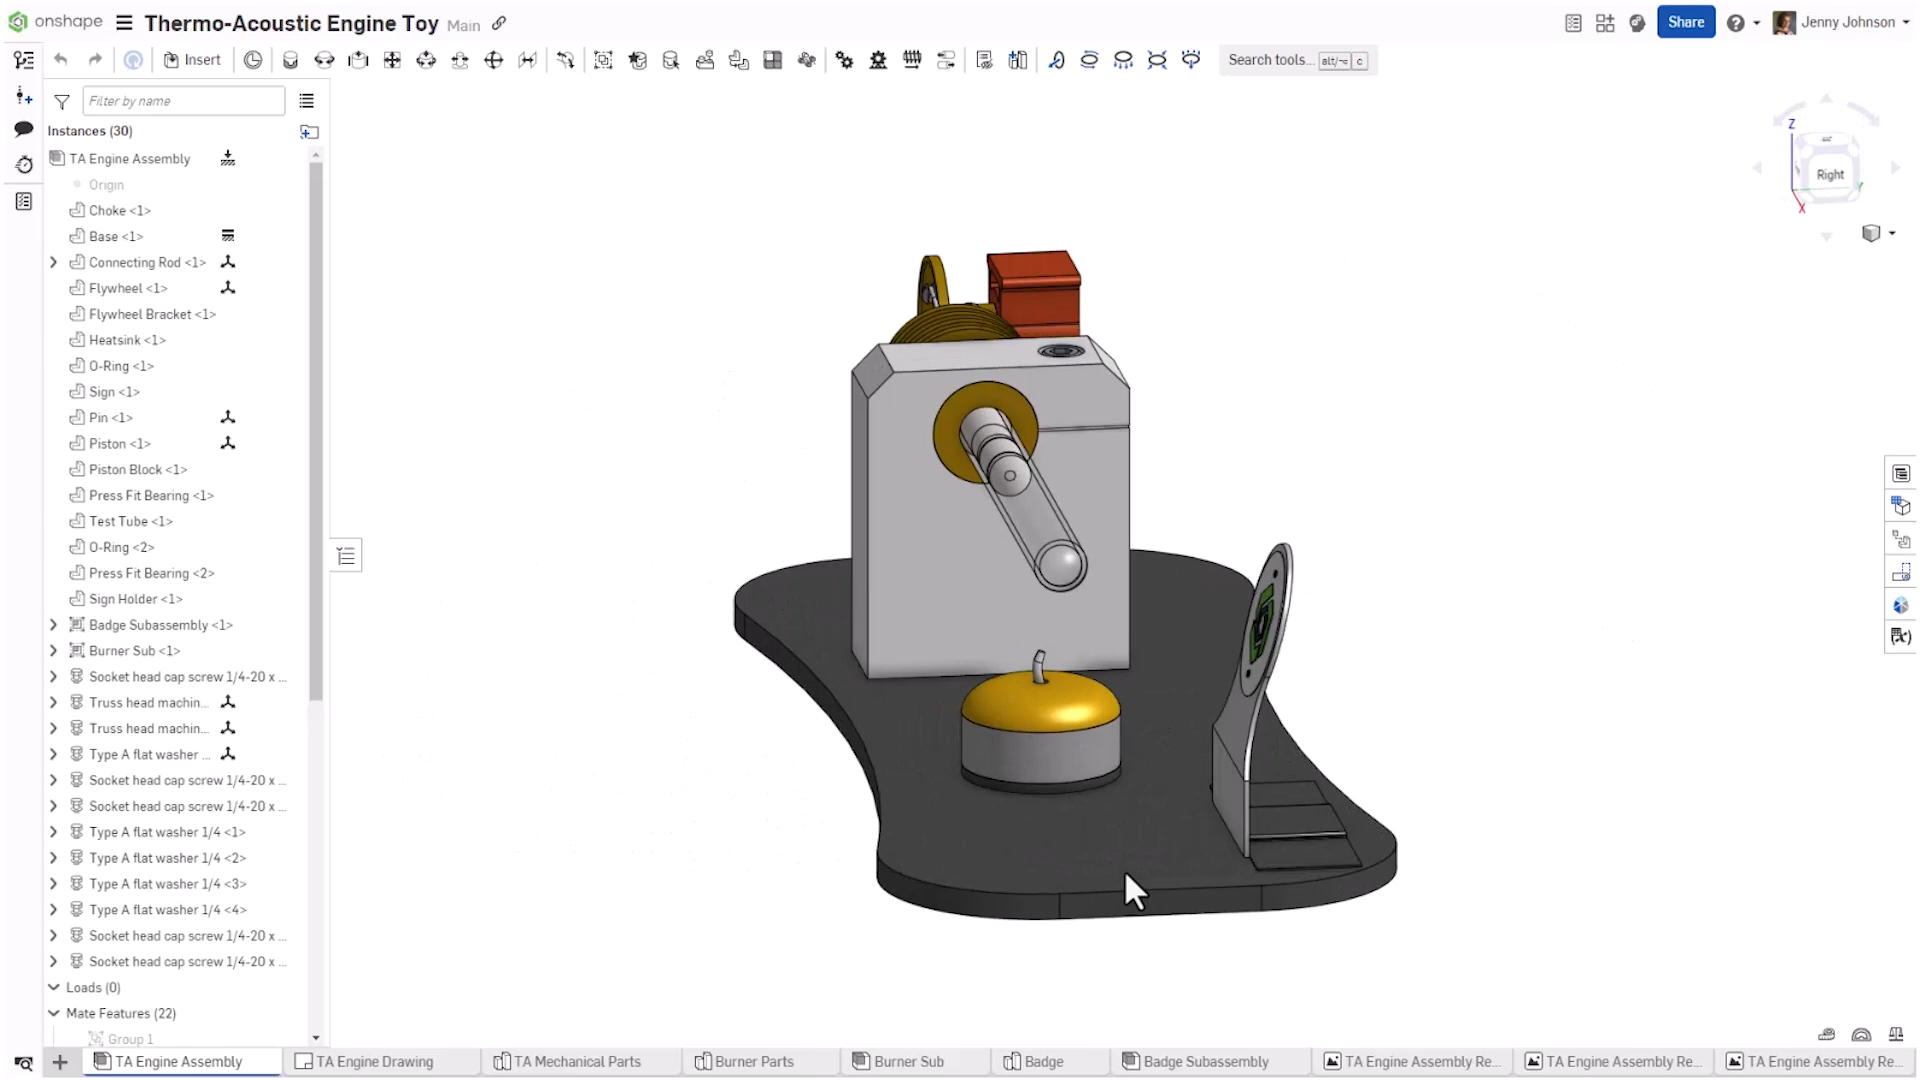 onshape Thermo-Acoustic Engine Toy Main Share Jenny Johnson
Insert Search tools... alt/⌥ c
Filter by name
Instances (30)
TA Engine Assembly
Origin
Choke <1>
Base <1>
Connecting Rod <1>
Flywheel <1>
Flywheel Bracket <1>
Heatsink <1>
O-Ring <1>
Sign <1>
Pin <1>
Piston <1>
Piston Block <1>
Press Fit Bearing <1>
Test Tube <1>
O-Ring <2>
Press Fit Bearing <2>
Sign Holder <1>
Badge Subassembly <1>
Burner Sub <1>
Socket head cap screw 1/4-20 x ...
Truss head machin...
Truss head machin...
Type A flat washer ...
Socket head cap screw 1/4-20 x ...
Socket head cap screw 1/4-20 x ...
Type A flat washer 1/4 <1>
Type A flat washer 1/4 <2>
Type A flat washer 1/4 <3>
Type A flat washer 1/4 <4>
Socket head cap screw 1/4-20 x ...
Socket head cap screw 1/4-20 x ...
Loads (0)
Mate Features (22)
Group 1
Z
Right
Y
X
TA Engine Assembly TA Engine Drawing TA Mechanical Parts Burner Parts Burner Sub Badge Badge Subassembly TA Engine Assembly Re... TA Engine Assembly Re... TA Engine Assembly Re...